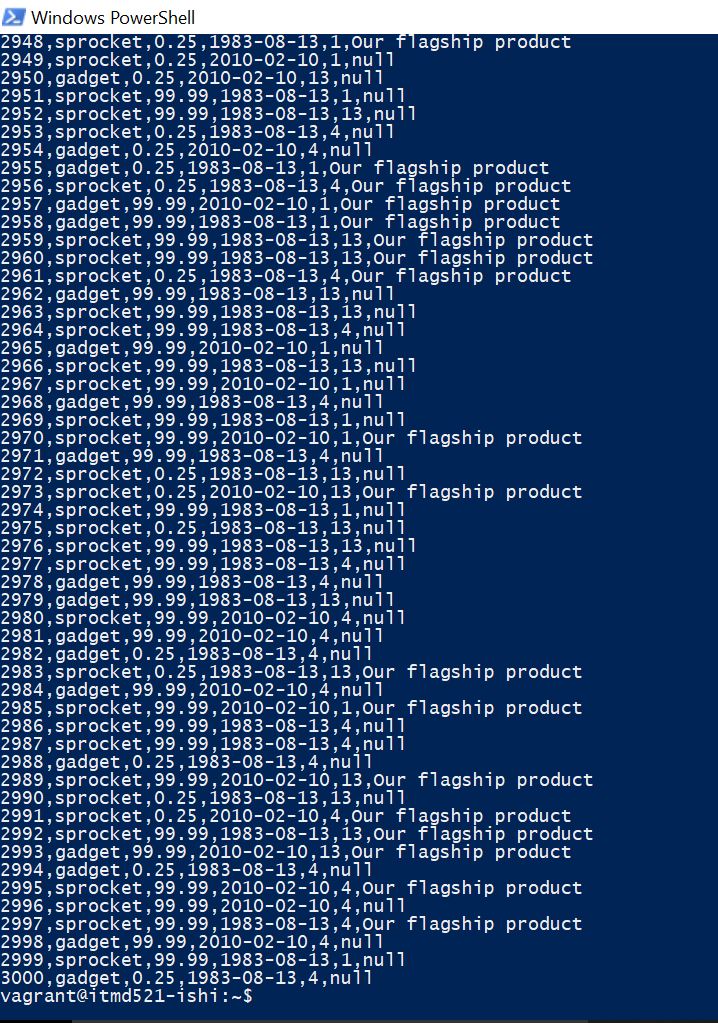 Windows PowerShell
2948,sprocket,0.25,1983-08-13,1,Our flagship product
2949,sprocket,0.25,2010-02-10,1,null
2950,gadget,0.25,2010-02-10,13,null
2951,sprocket,99.99,1983-08-13,1,null
2952,sprocket,99.99,1983-08-13,13,null
2953,sprocket,0.25,1983-08-13,4,null
2954,gadget,0.25,2010-02-10,4,null
2955,gadget,0.25,1983-08-13,1,Our flagship product
2956,sprocket,0.25,1983-08-13,4,Our flagship product
2957,gadget,99.99,2010-02-10,1,Our flagship product
2958,gadget,99.99,1983-08-13,1,Our flagship product
2959,sprocket,99.99,1983-08-13,13,Our flagship product
2960,sprocket,99.99,1983-08-13,13,Our flagship product
2961,sprocket,0.25,1983-08-13,4,Our flagship product
2962,gadget,99.99,1983-08-13,13,null
2963,sprocket,99.99,1983-08-13,13,null
2964,sprocket,99.99,1983-08-13,4,null
2965,gadget,99.99,2010-02-10,1,null
2966,sprocket,99.99,1983-08-13,13,null
2967,sprocket,99.99,2010-02-10,1,null
2968,gadget,99.99,1983-08-13,4,null
2969,sprocket,99.99,1983-08-13,1,null
2970,sprocket,99.99,2010-02-10,1,Our flagship product
2971,gadget,99.99,1983-08-13,4,null
2972,sprocket,0.25,1983-08-13,13,null
2973,sprocket,0.25,2010-02-10,13,Our flagship product
2974,sprocket,99.99,1983-08-13,1,null
2975,sprocket,0.25,1983-08-13,13,null
2976,sprocket,99.99,1983-08-13,13,null
2977,sprocket,99.99,1983-08-13,4,null
2978,gadget,99.99,1983-08-13,4,null
2979,gadget,99.99,1983-08-13,13,null
2980,sprocket,99.99,2010-02-10,4,null
2981,gadget,99.99,2010-02-10,4,null
2982,gadget,0.25,1983-08-13,4,null
2983,sprocket,0.25,1983-08-13,13,Our flagship product
2984,gadget,99.99,2010-02-10,4,null
2985,sprocket,99.99,2010-02-10,1,Our flagship product
2986,sprocket,99.99,1983-08-13,4,null
2987,sprocket,99.99,1983-08-13,4,null
2988,gadget,0.25,1983-08-13,4,null
2989,sprocket,99.99,2010-02-10,13,Our flagship product
2990,sprocket,0.25,1983-08-13,13,null
2991,sprocket,0.25,2010-02-10,4,Our flagship product
2992,sprocket,99.99,1983-08-13,13,Our flagship product
2993,gadget,99.99,2010-02-10,13,Our flagship product
2994,gadget,0.25,1983-08-13,4,null
2995,sprocket,99.99,2010-02-10,4,Our flagship product
2996,sprocket,99.99,2010-02-10,4,null
2997,sprocket,99.99,1983-08-13,4,Our flagship product
2998,gadget,99.99,2010-02-10,4,null
2999,sprocket,99.99,1983-08-13,1,null
3000,gadget,0.25,1983-08-13,4,null
vagrant@itmd521-ishi:~$